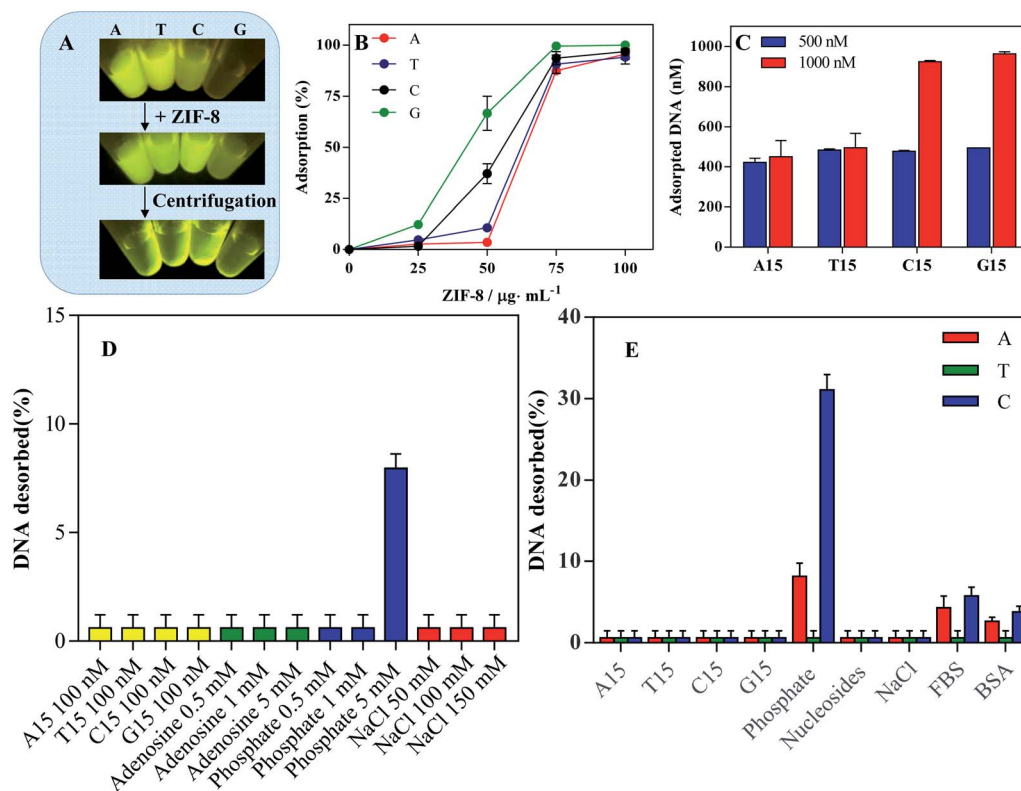 A
A T C G
+ ZIF-8
Centrifugation
B
Adsorption (%)
100
75
50
25
0
A
T
C
G
0 25 50 75 100
ZIF-8 / μg· mL⁻¹
C
Adsorpted DNA (nM)
1000
800
600
400
200
0
500 nM
1000 nM
A15 T15 C15 G15
D
DNA desorbed(%)
15
10
5
0
A15 100 nM
T15 100 nM
C15 100 nM
G15 100 nM
Adenosine 0.5 mM
Adenosine 1 mM
Adenosine 5 mM
Phosphate 0.5 mM
Phosphate 1 mM
Phosphate 5 mM
NaCl 50 mM
NaCl 100 mM
NaCl 150 mM
E
DNA desorbed(%)
40
30
20
10
0
A
T
C
A15
T15
C15
G15
Phosphate
Nucleosides
NaCl
FBS
BSA